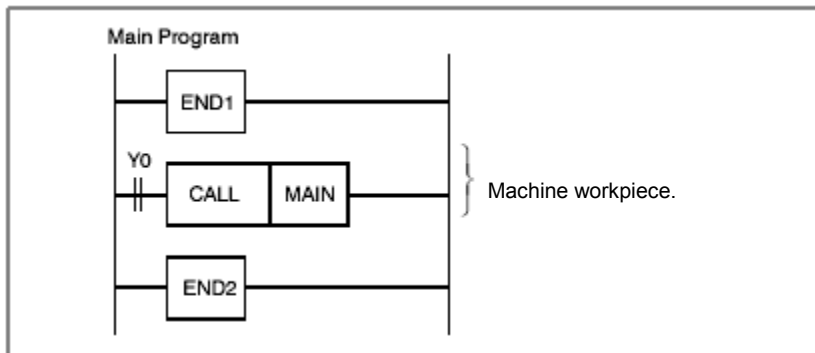 Main Program
END1
Y0
CALL MAIN
Machine workpiece.
END2